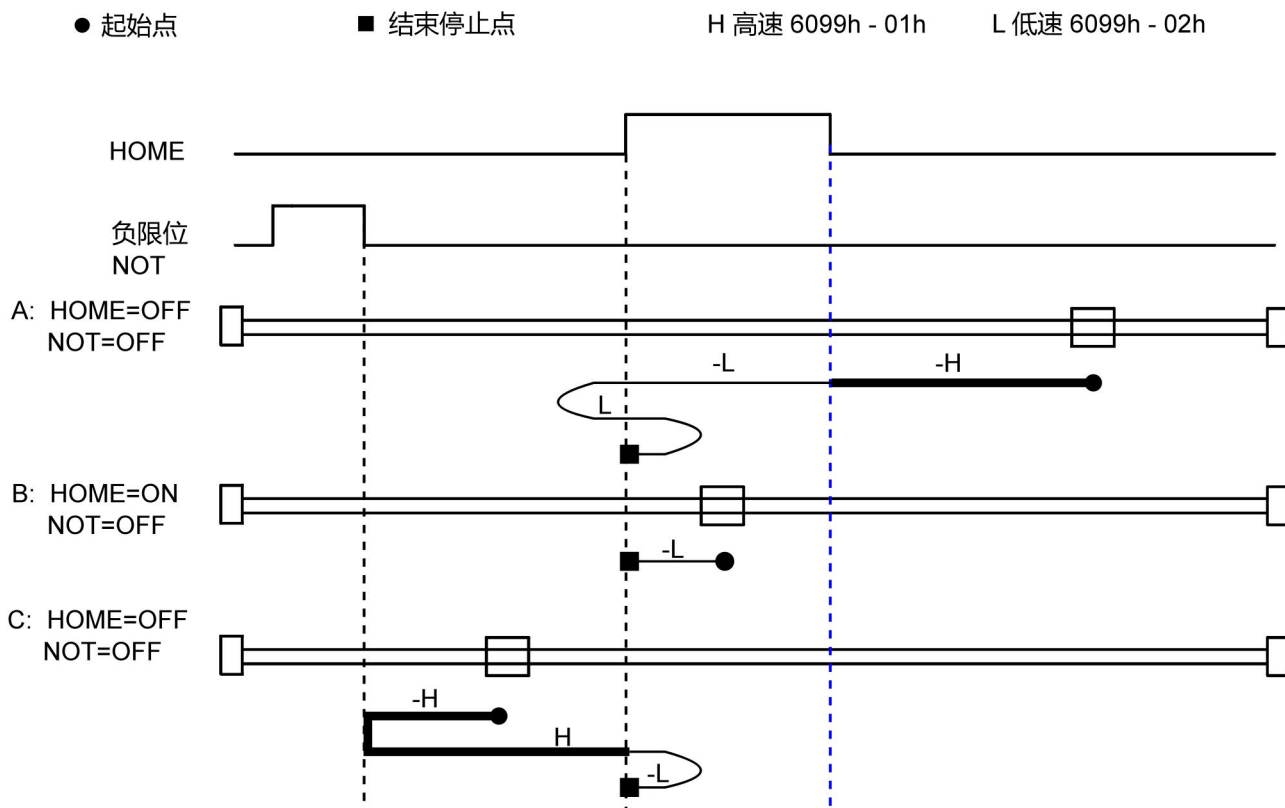 ● 起始点 ■ 结束停止点 H 高速 6099h - 01h L 低速 6099h - 02h
HOME
负限位
NOT
A: HOME=OFF
NOT=OFF
-L -H
L
B: HOME=ON
NOT=OFF
-L
C: HOME=OFF
NOT=OFF
-H
H
-L